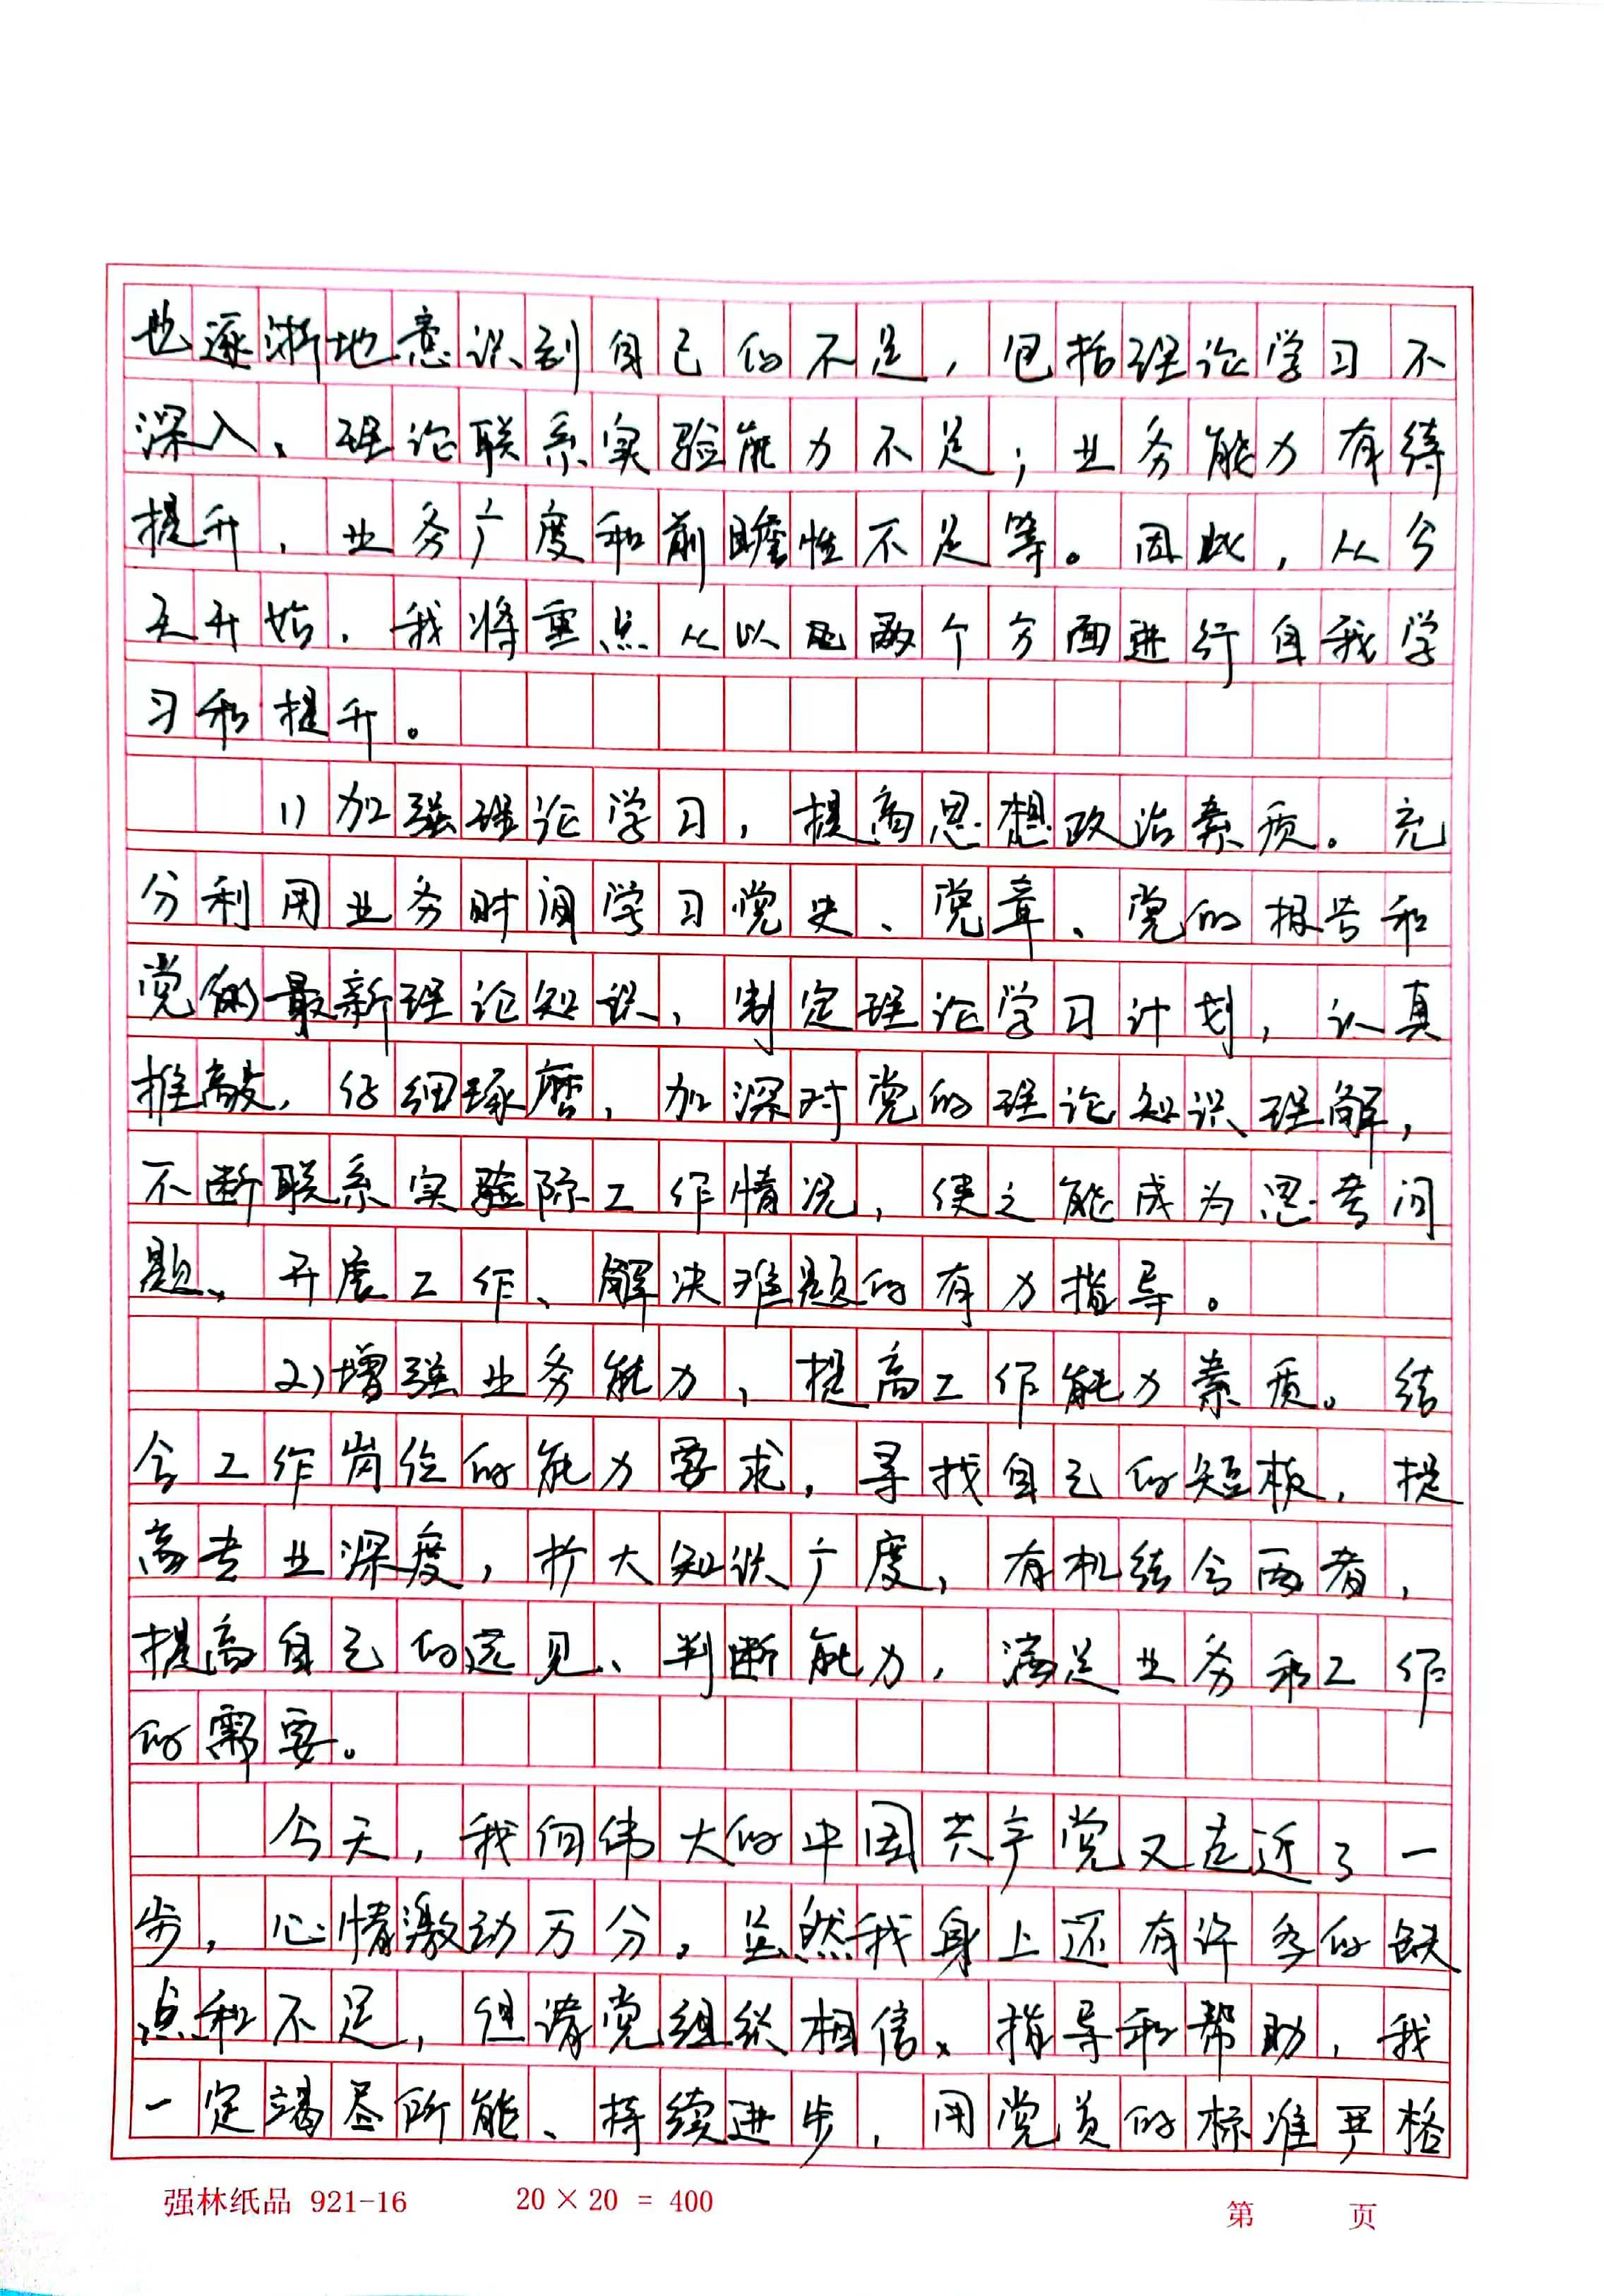 也逐渐地意识到自己的不足，包括理论学习不
深入、理论联系实验能力不足；业务能力有待
提升，业务广度和前瞻性不足等。因此，从今
天开始，我将重点从以下两个方面进行自我学
习和提升。
1)加强理论学习，提高思想政治素质。充
分利用业务时间学习党史、党章、党的报告和
党的最新理论知识，制定理论学习计划，认真
推敲，仔细琢磨，加深对党的理论知识理解，
不断联系实验际工作情况，使之能成为思考问
题、开展工作、解决难题的有力指导。
2)增强业务能力，提高工作能力素质。结
合工作岗位的能力要求，寻找自己的短板，提
高专业深度，扩大知识广度，有机结合两者，
提高自己的远见、判断能力，满足业务和工作
的需要。
今天，我向伟大的中国共产党又走近了一
步，心情激动万分。虽然我身上还有许多的缺
点和不足，但请党组织相信、指导和帮助，我
一定竭尽所能、持续进步，用党员的标准严格
强林纸品 921-16 20×20 = 400 第 页